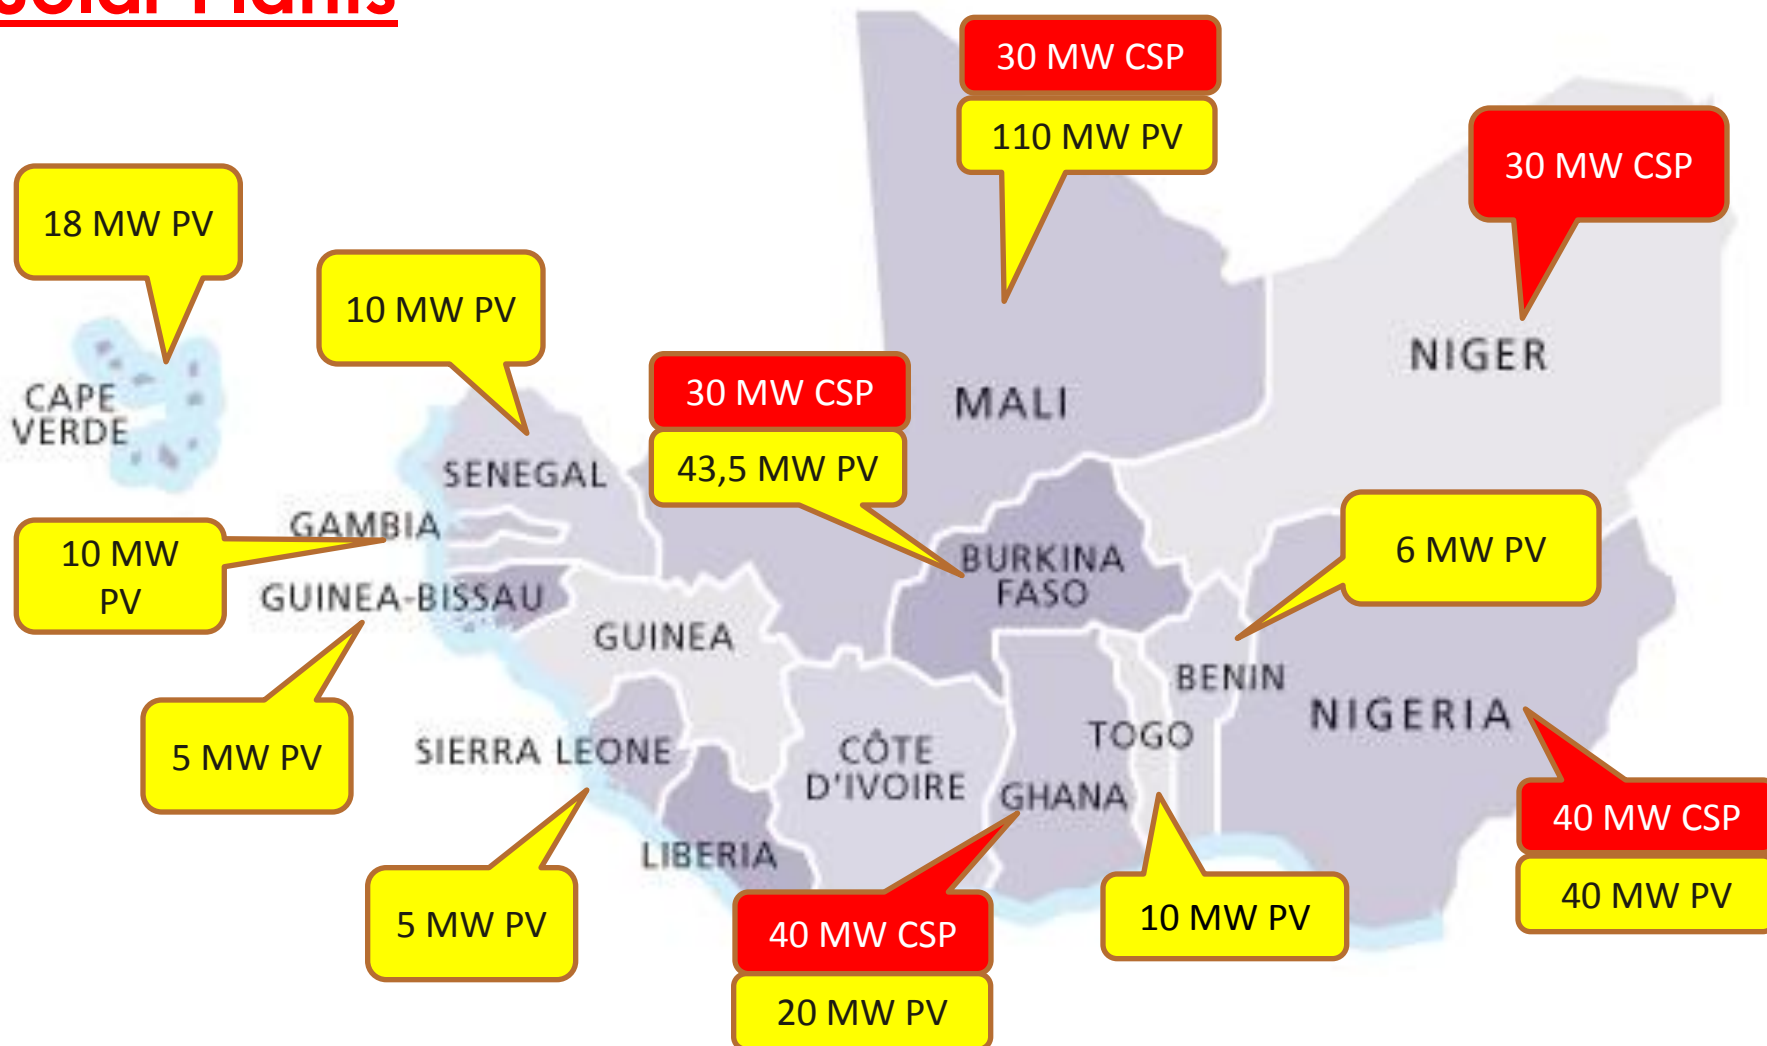 Solar Plants
30 MW CSP
110 MW PV
30 MW CSP
18 MW PV
10 MW PV
NIGER
CAPE
VERDE
30 MW CSP
43,5 MW PV
MALI
SENEGAL
GAMBIA
10 MW
PV
BURKINA
FASO
6 MW PV
GUINEA-BISSAU
GUINEA
BENIN
NIGERIA
5 MW PV
SIERRA LEONE
CÔTE
D'IVOIRE
TOGO
GHANA
LIBERIA
40 MW CSP
40 MW PV
5 MW PV
40 MW CSP
20 MW PV
10 MW PV